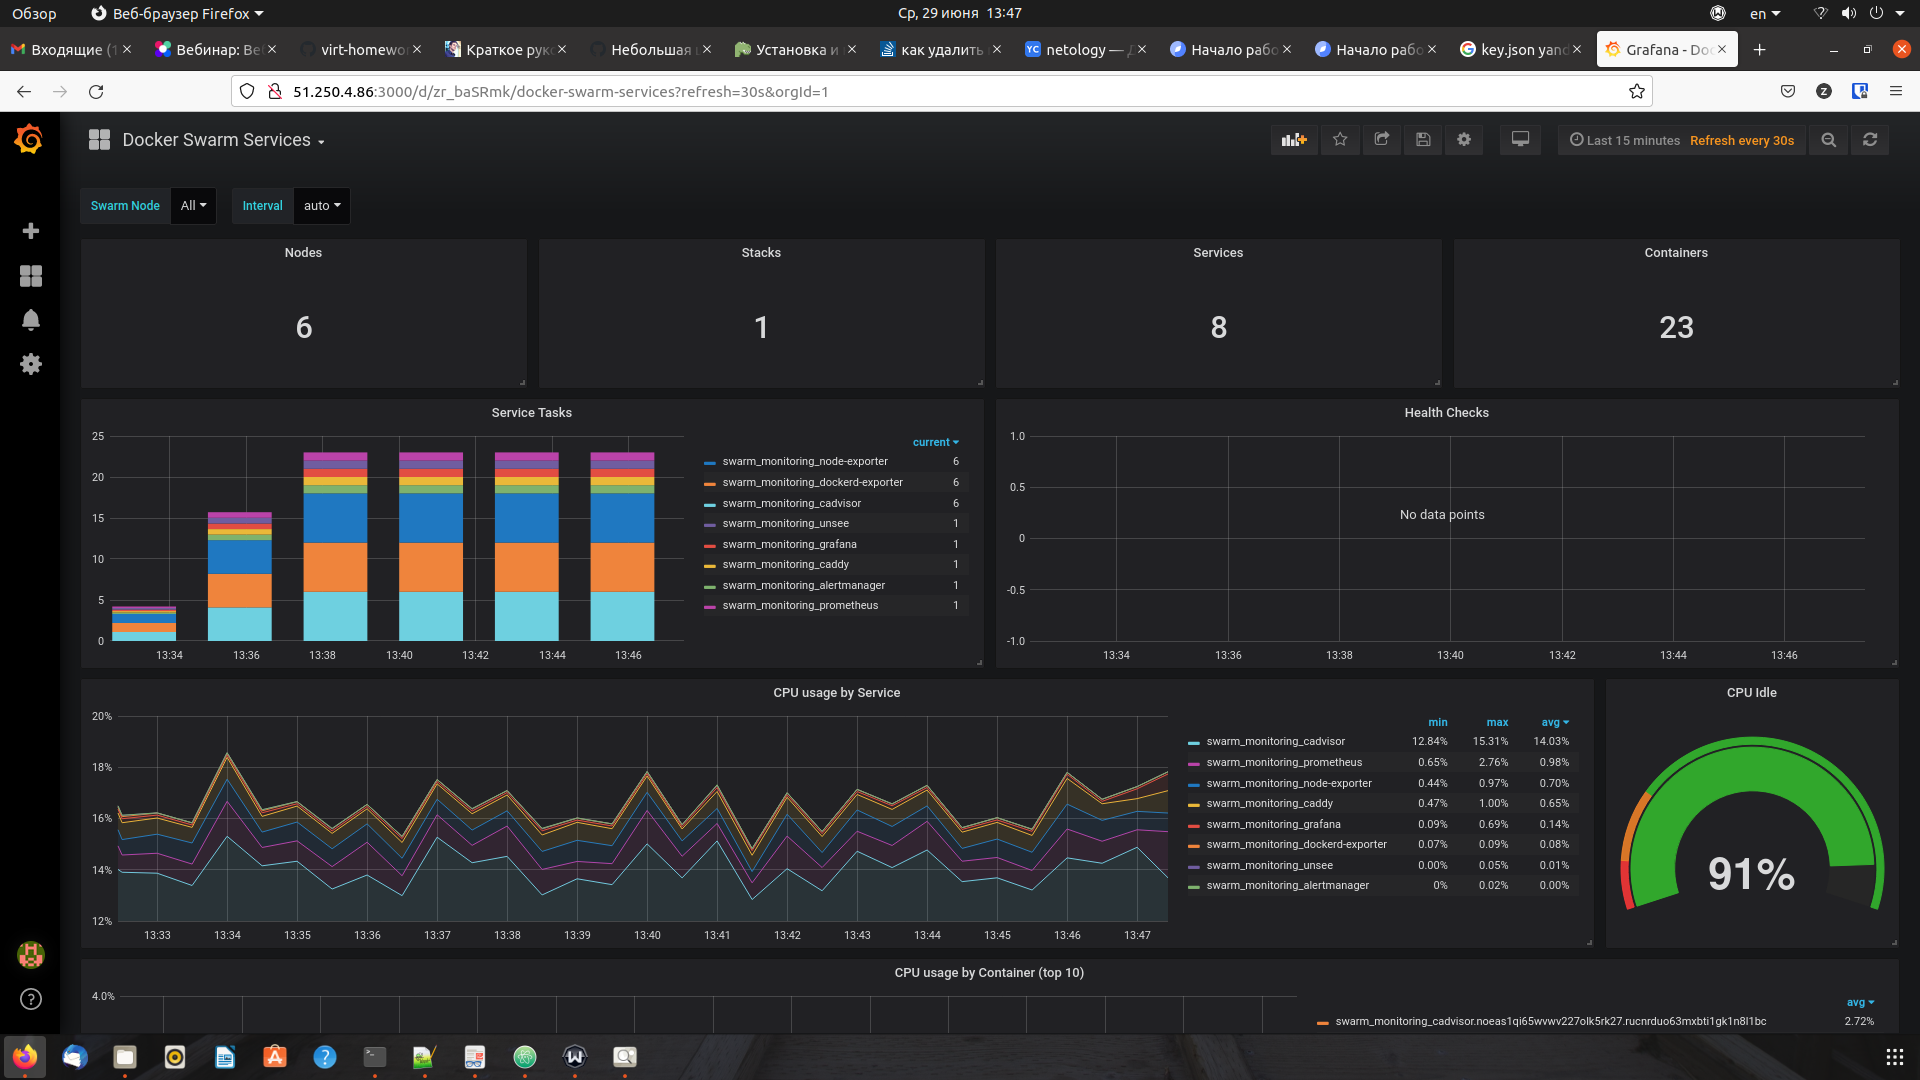 Обзор
Веб-браузер Firefox
Ср, 29 июня 13:47
en
Входящие (1
Вебинар: Ве
virt-homewor
Краткое рук
Небольшая
Установка и
как удалить
netology —
Начало рабо
Начало рабо
key.json yand
Grafana - Doc
51.250.4.86:3000/d/zr_baSRmk/docker-swarm-services?refresh=30s&orgId=1
Docker Swarm Services
Last 15 minutes Refresh every 30s
Swarm Node All
Interval auto
Nodes
6
Stacks
1
Services
8
Containers
23
Service Tasks
25
20
15
10
5
0
13:34 13:36 13:38 13:40 13:42 13:44 13:46
current
swarm_monitoring_node-exporter 6
swarm_monitoring_dockerd-exporter 6
swarm_monitoring_cadvisor 6
swarm_monitoring_unsee 1
swarm_monitoring_grafana 1
swarm_monitoring_caddy 1
swarm_monitoring_alertmanager 1
swarm_monitoring_prometheus 1
Health Checks
1.0
0.5
0
-0.5
-1.0
No data points
13:34 13:36 13:38 13:40 13:42 13:44 13:46
CPU usage by Service
20%
18%
16%
14%
12%
13:33 13:34 13:35 13:36 13:37 13:38 13:39 13:40 13:41 13:42 13:43 13:44 13:45 13:46 13:47
min max avg
swarm_monitoring_cadvisor 12.84% 15.31% 14.03%
swarm_monitoring_prometheus 0.65% 2.76% 0.98%
swarm_monitoring_node-exporter 0.44% 0.97% 0.70%
swarm_monitoring_caddy 0.47% 1.00% 0.65%
swarm_monitoring_grafana 0.09% 0.69% 0.14%
swarm_monitoring_dockerd-exporter 0.07% 0.09% 0.08%
swarm_monitoring_unsee 0.00% 0.05% 0.01%
swarm_monitoring_alertmanager 0% 0.02% 0.00%
CPU Idle
91%
CPU usage by Container (top 10)
4.0%
avg
swarm_monitoring_cadvisor.noeas1qi65wvwv227olk5rk27.rucnrduo63mxbti1gk1n8l1bc 2.72%